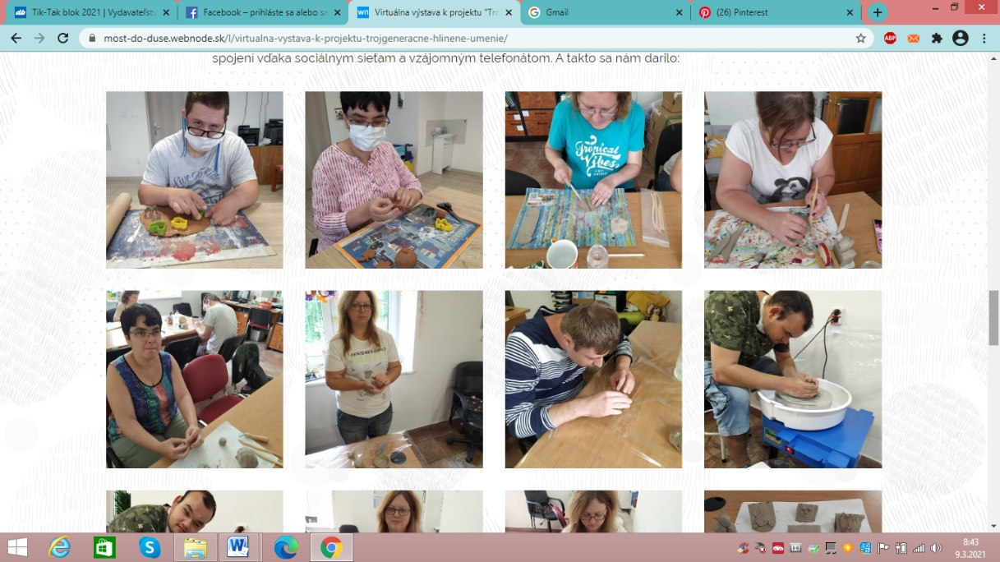 Tik-Tak blok 2021 | Vydavateľst
Facebook – prihláste sa alebo sa
Virtuálna výstava k projektu "Tro
Gmail
(26) Pinterest
most-do-duse.webnode.sk/l/virtualna-vystava-k-projektu-trojgeneracne-hlinene-umenie/
ABP
spojení vďaka sociálnym sieťam a vzájomným telefonátom. A takto sa nám darilo:
Tropical
Vibes
8:43
9.3.2021